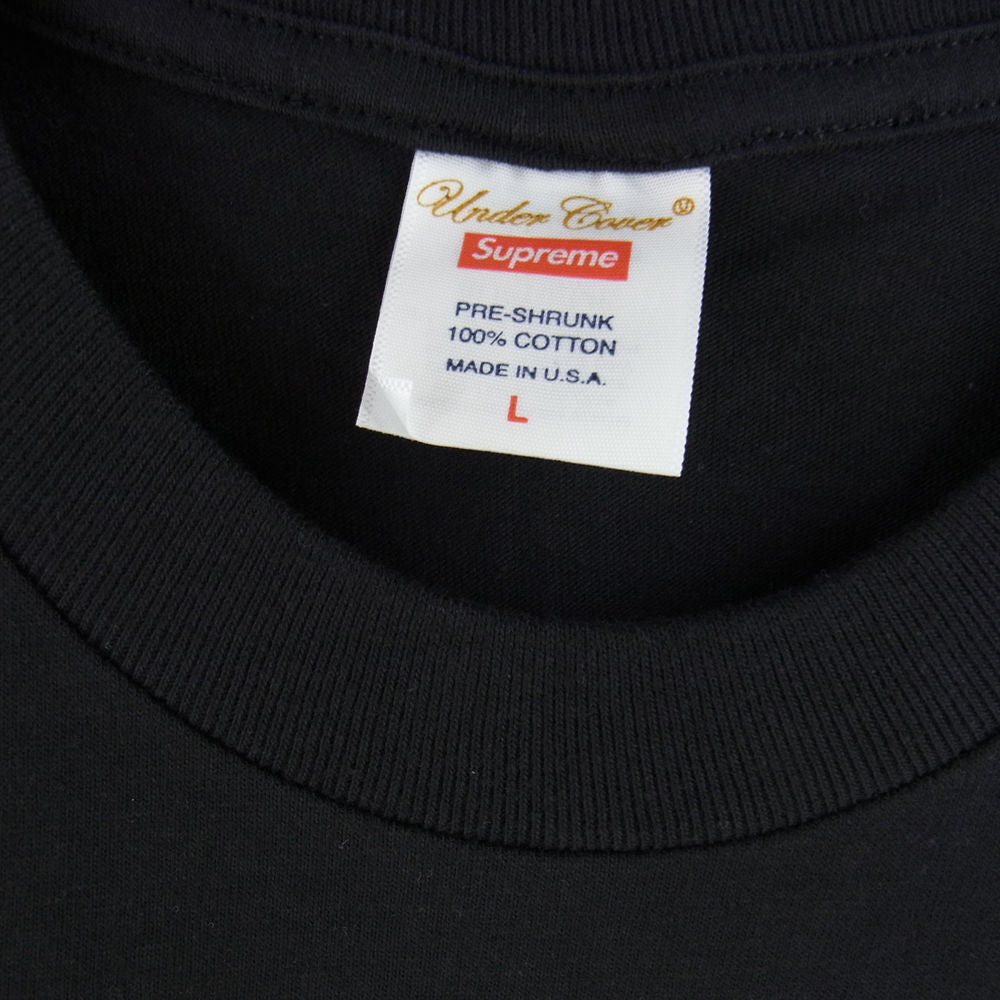 Under Cover
Supreme
PRE-SHRUNK
100% COTTON
MADE IN U.S.A.
L